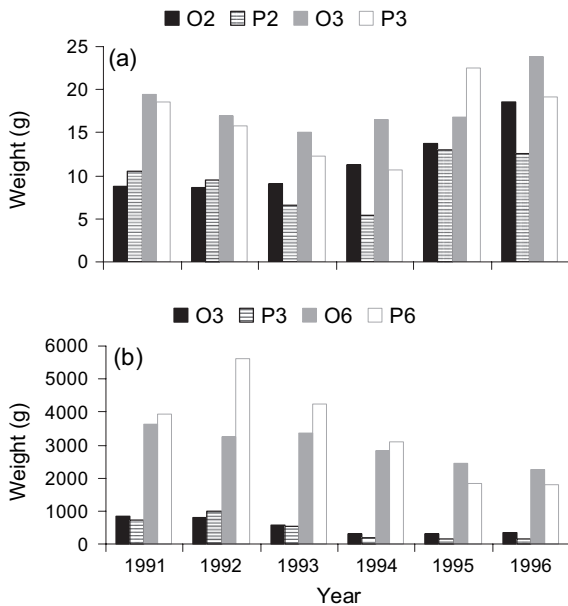 O2 P2 O3 P3
(a)
25
20
15
10
5
0
Weight (g)
O3 P3 O6 P6
(b)
6000
5000
4000
3000
2000
1000
0
Weight (g)
1991 1992 1993 1994 1995 1996
Year